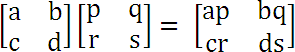 [a b] [p q] = [ap bq]
[c d] [r s] [cr ds]